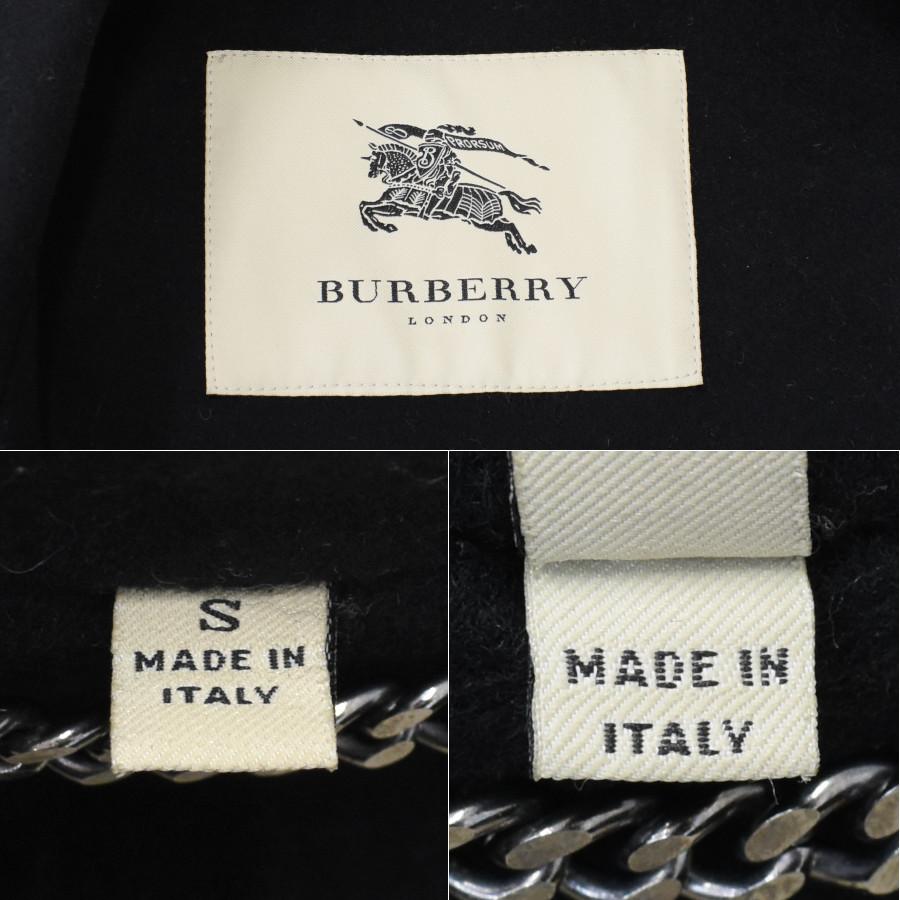 PRORSUM
BURBERRY
LONDON
S
MADE IN
ITALY
MADE IN
ITALY